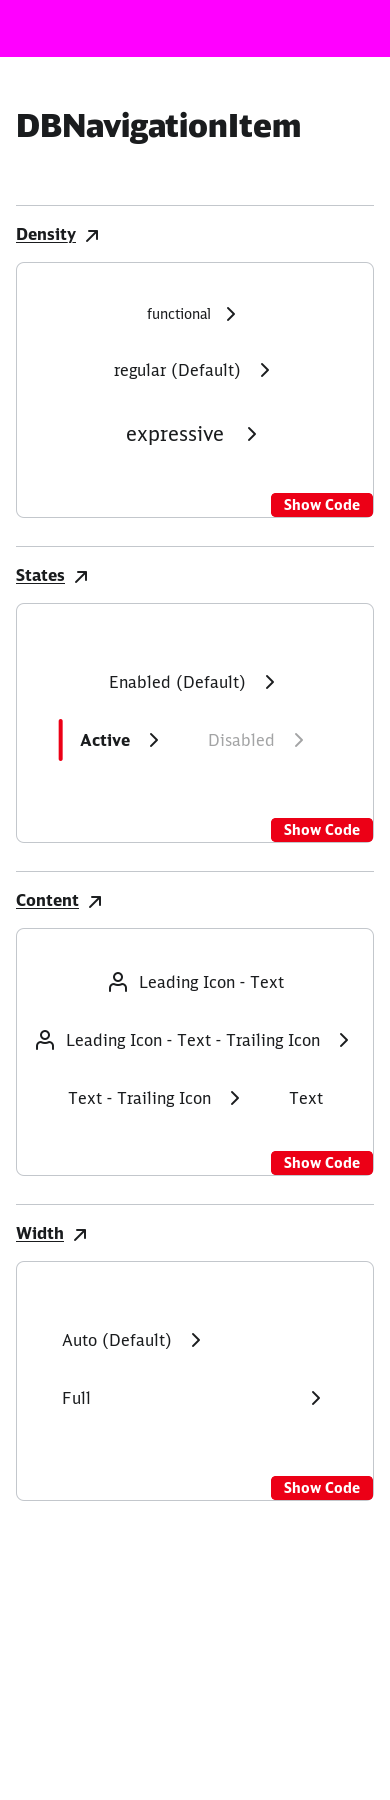 DBNavigationItem
Density
functional
regular (Default)
expressive
Show Code
States
Enabled (Default)
Active Disabled
Show Code
Content
Leading Icon - Text
Leading Icon - Text - Trailing Icon
Text - Trailing Icon Text
Show Code
Width
Auto (Default)
Full
Show Code